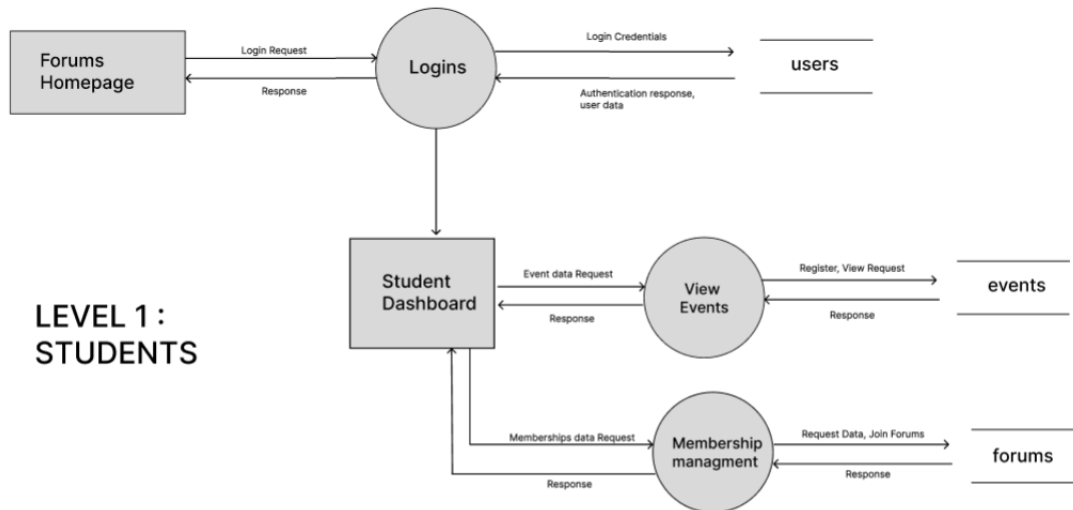 Forums
Homepage
Login Request
Response
Logins
Login Credentials
Authentication response,
user data
users
LEVEL 1 :
STUDENTS
Student
Dashboard
Event data Request
Response
View
Events
Register, View Request
Response
events
Memberships data Request
Response
Membership
managment
Request Data, Join Forums
Response
forums